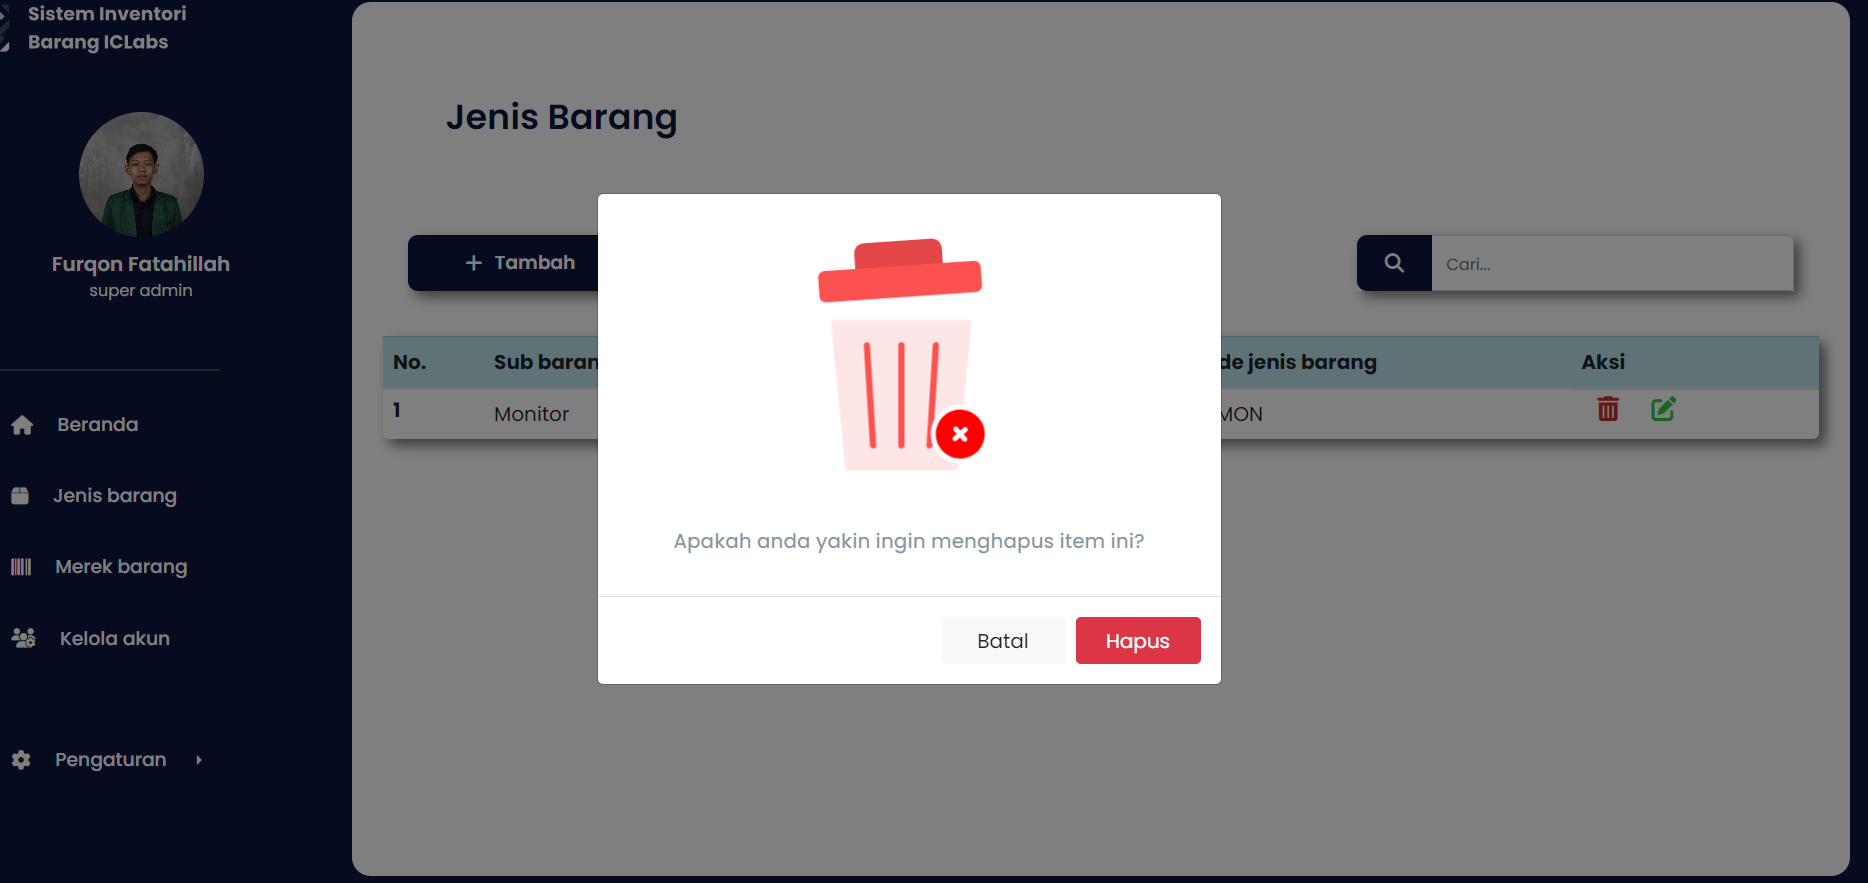 Sistem Inventori
Barang ICLabs
Furqon Fatahillah
super admin
Beranda
Jenis barang
Merek barang
Kelola akun
Pengaturan
Jenis Barang
+ Tambah
Cari...
No. Sub baran de jenis barang Aksi
1 Monitor MON
Apakah anda yakin ingin menghapus item ini?
Batal Hapus